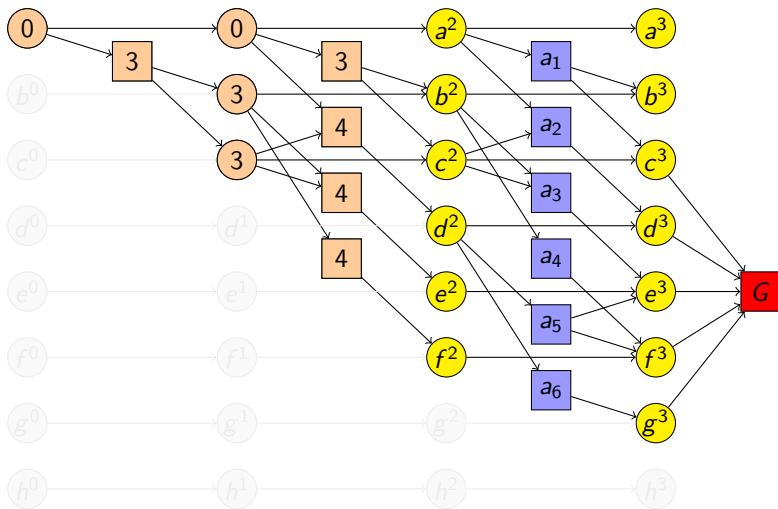 0 0 a² a³
3 3 a₁
b⁰ 3 b² b³
4 a₂
c⁰ 3 c² c³
4 a₃
d⁰ d¹ d² d³
4 a₄
e⁰ e¹ e² e³ G
a₅
f⁰ f¹ f² f³
a₆
g⁰ g¹ g² g³
h⁰ h¹ h² h³